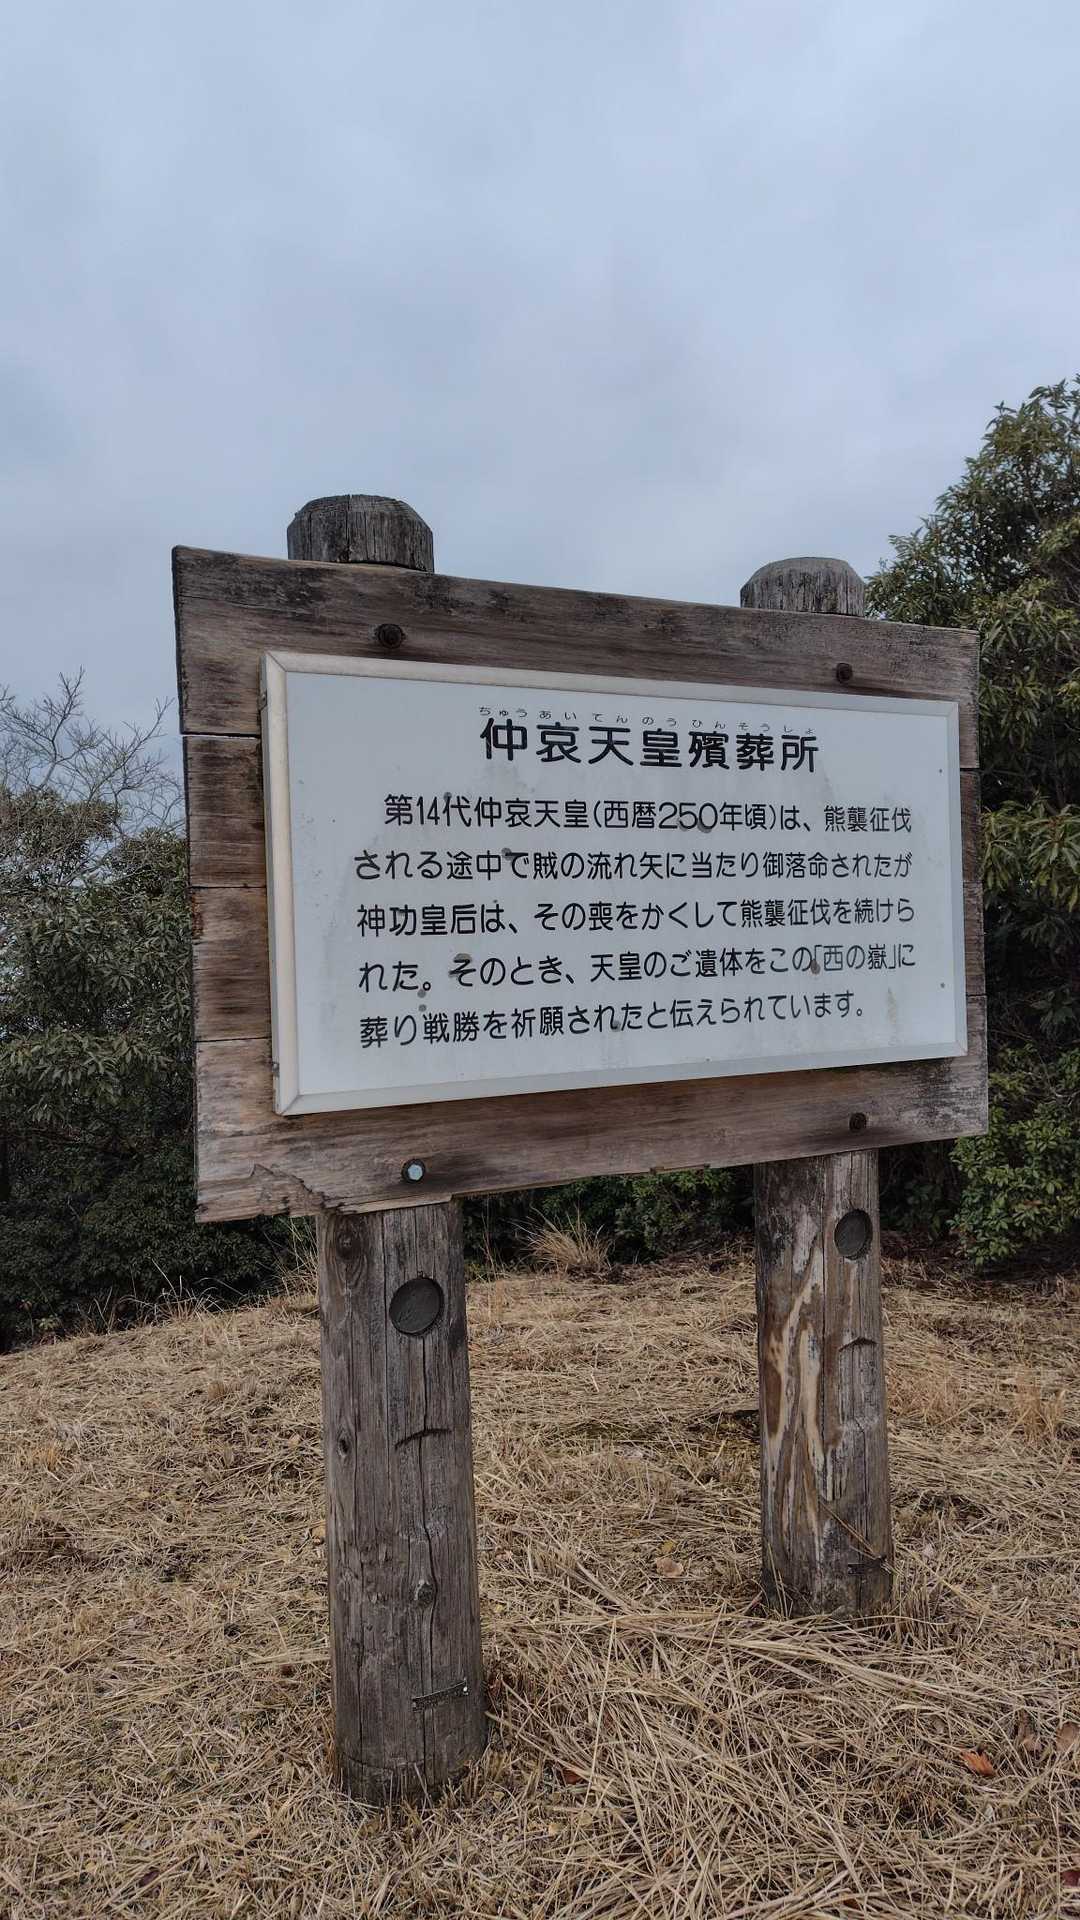 ちゅうあいてんのうひんそうしょ
仲哀天皇殯葬所
第14代仲哀天皇(西暦250年頃)は、熊襲征伐
される途中で賊の流れ矢に当たり御落命されたが
神功皇后は、その喪をかくして熊襲征伐を続けら
れた。そのとき、天皇のご遺体をこの「西の嶽」に
葬り戦勝を祈願されたと伝えられています。